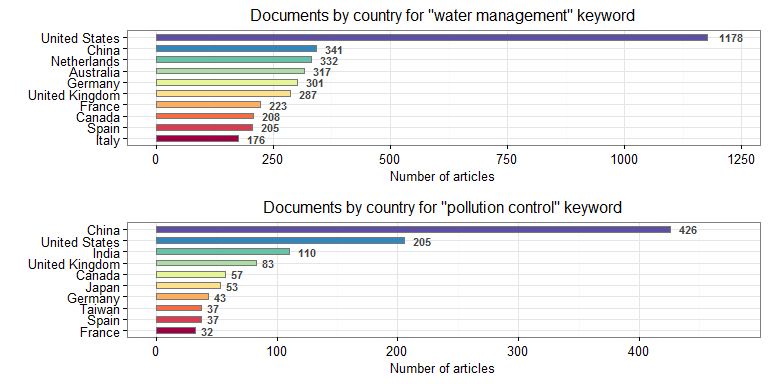 Documents by country for "water management" keyword
United States 1178
China 341
Netherlands 332
Australia 317
Germany 301
United Kingdom 287
France 223
Canada 208
Spain 205
Italy 176
0 250 500 750 1000 1250
Number of articles
Documents by country for "pollution control" keyword
China 426
United States 205
India 110
United Kingdom 83
Canada 57
Japan 53
Germany 43
Taiwan 37
Spain 37
France 32
0 100 200 300 400
Number of articles